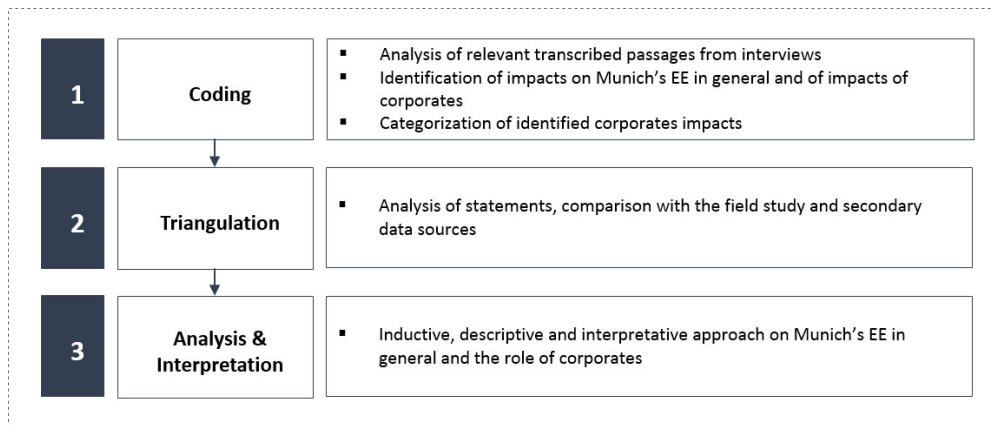 1
Coding
▪ Analysis of relevant transcribed passages from interviews
▪ Identification of impacts on Munich's EE in general and of impacts of
corporates
▪ Categorization of identified corporates impacts
2
Triangulation
▪ Analysis of statements, comparison with the field study and secondary
data sources
3
Analysis &
Interpretation
▪ Inductive, descriptive and interpretative approach on Munich's EE in
general and the role of corporates